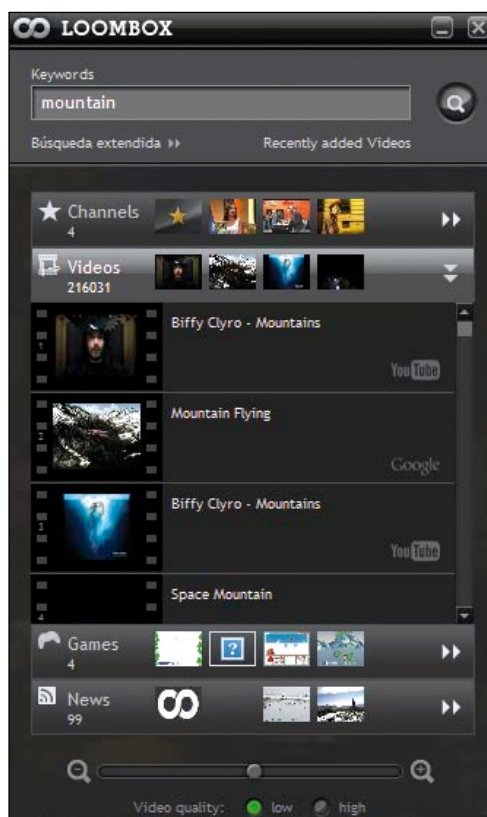 LOOMBOX
Keywords
mountain
Búsqueda extendida
Recently added Videos
Channels
4
Videos
216031
1
Biffy Clyro - Mountains
YouTube
2
Mountain Flying
Google
3
Biffy Clyro - Mountains
YouTube
4
Space Mountain
Games
4
?
News
99
Video quality: low high